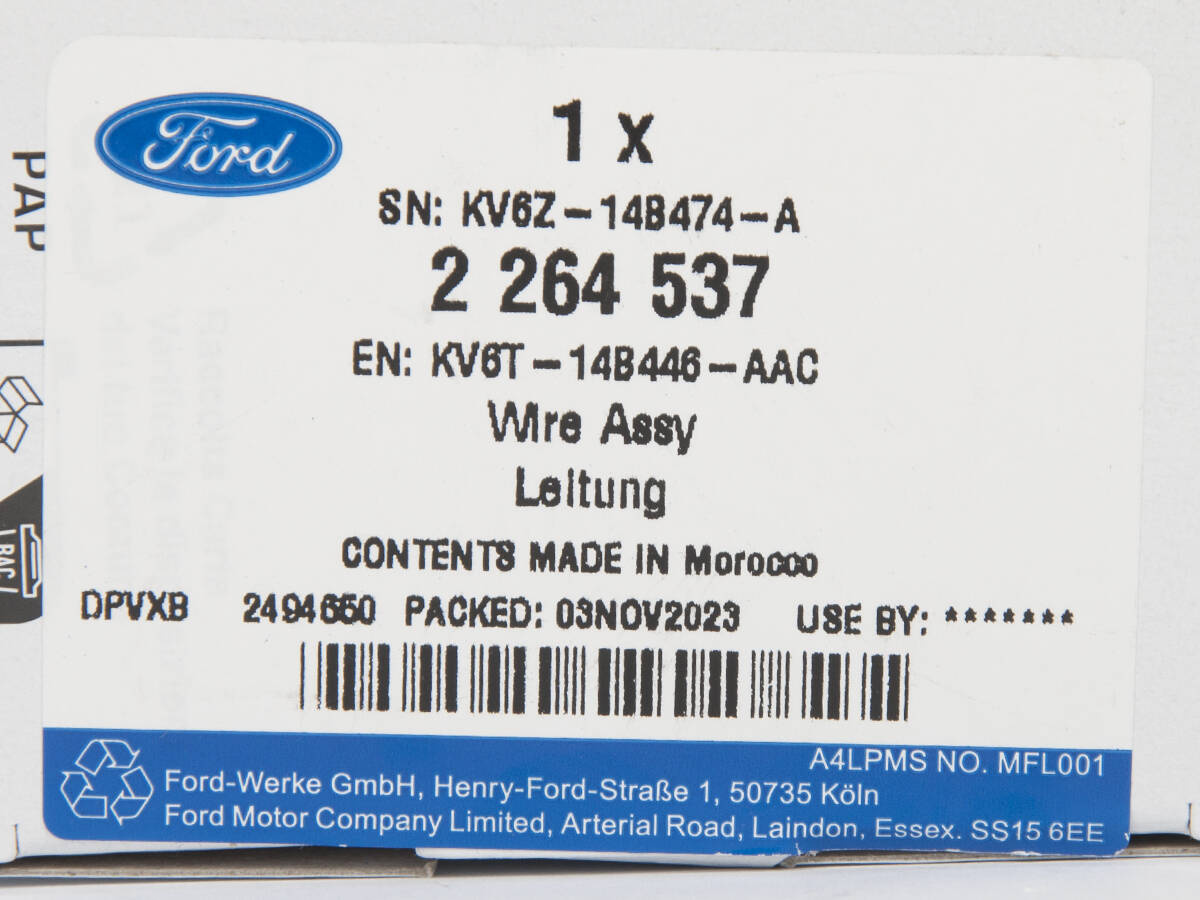 Ford
1 x
SN: KV6Z-14B474-A
2 264 537
EN: KV6T-14B446-AAC
Wire Assy
Leitung
CONTENTS MADE IN Morocco
DPVXB 2494650 PACKED: 03NOV2023 USE BY: *******
A4LPMS NO. MFL001
Ford-Werke GmbH, Henry-Ford-Straße 1, 50735 Köln
Ford Motor Company Limited, Arterial Road, Laindon, Essex. SS15 6EE
PAP